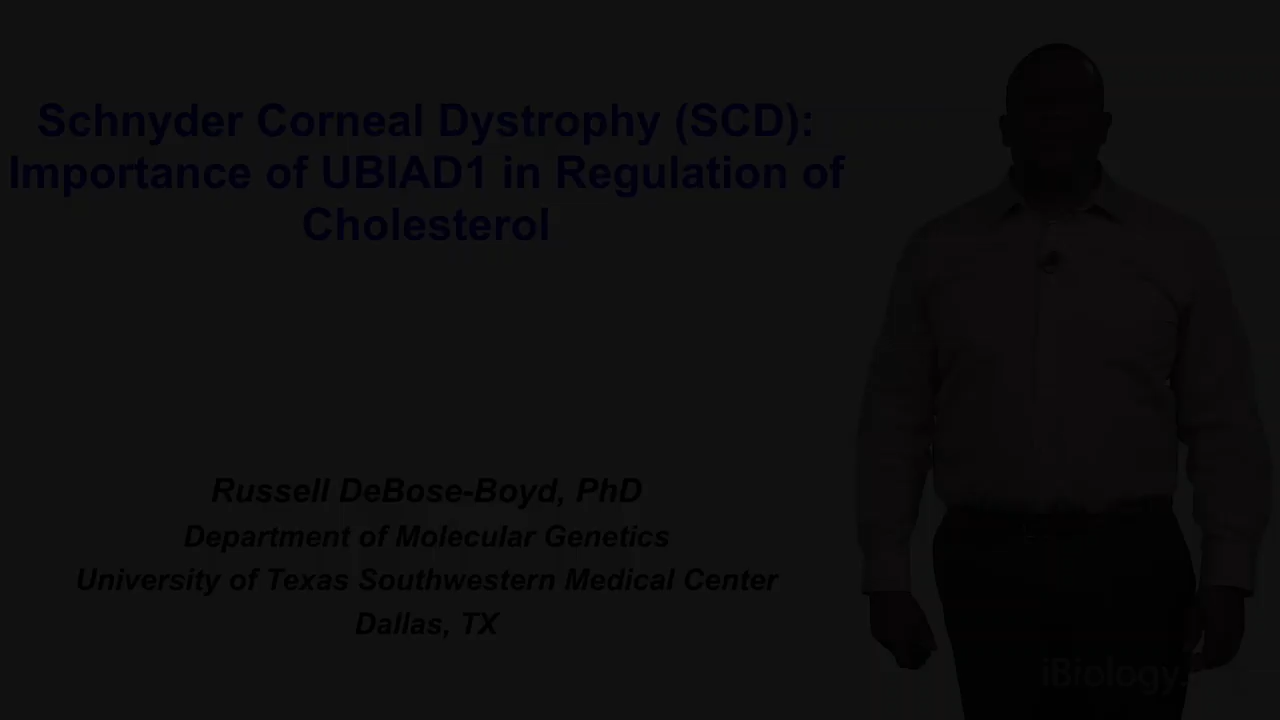 Schnyder Corneal Dystrophy (SCD):
Importance of UBIAD1 in Regulation of
Cholesterol
Russell DeBose-Boyd, PhD
Department of Molecular Genetics
University of Texas Southwestern Medical Center
Dallas, TX
iBiology.